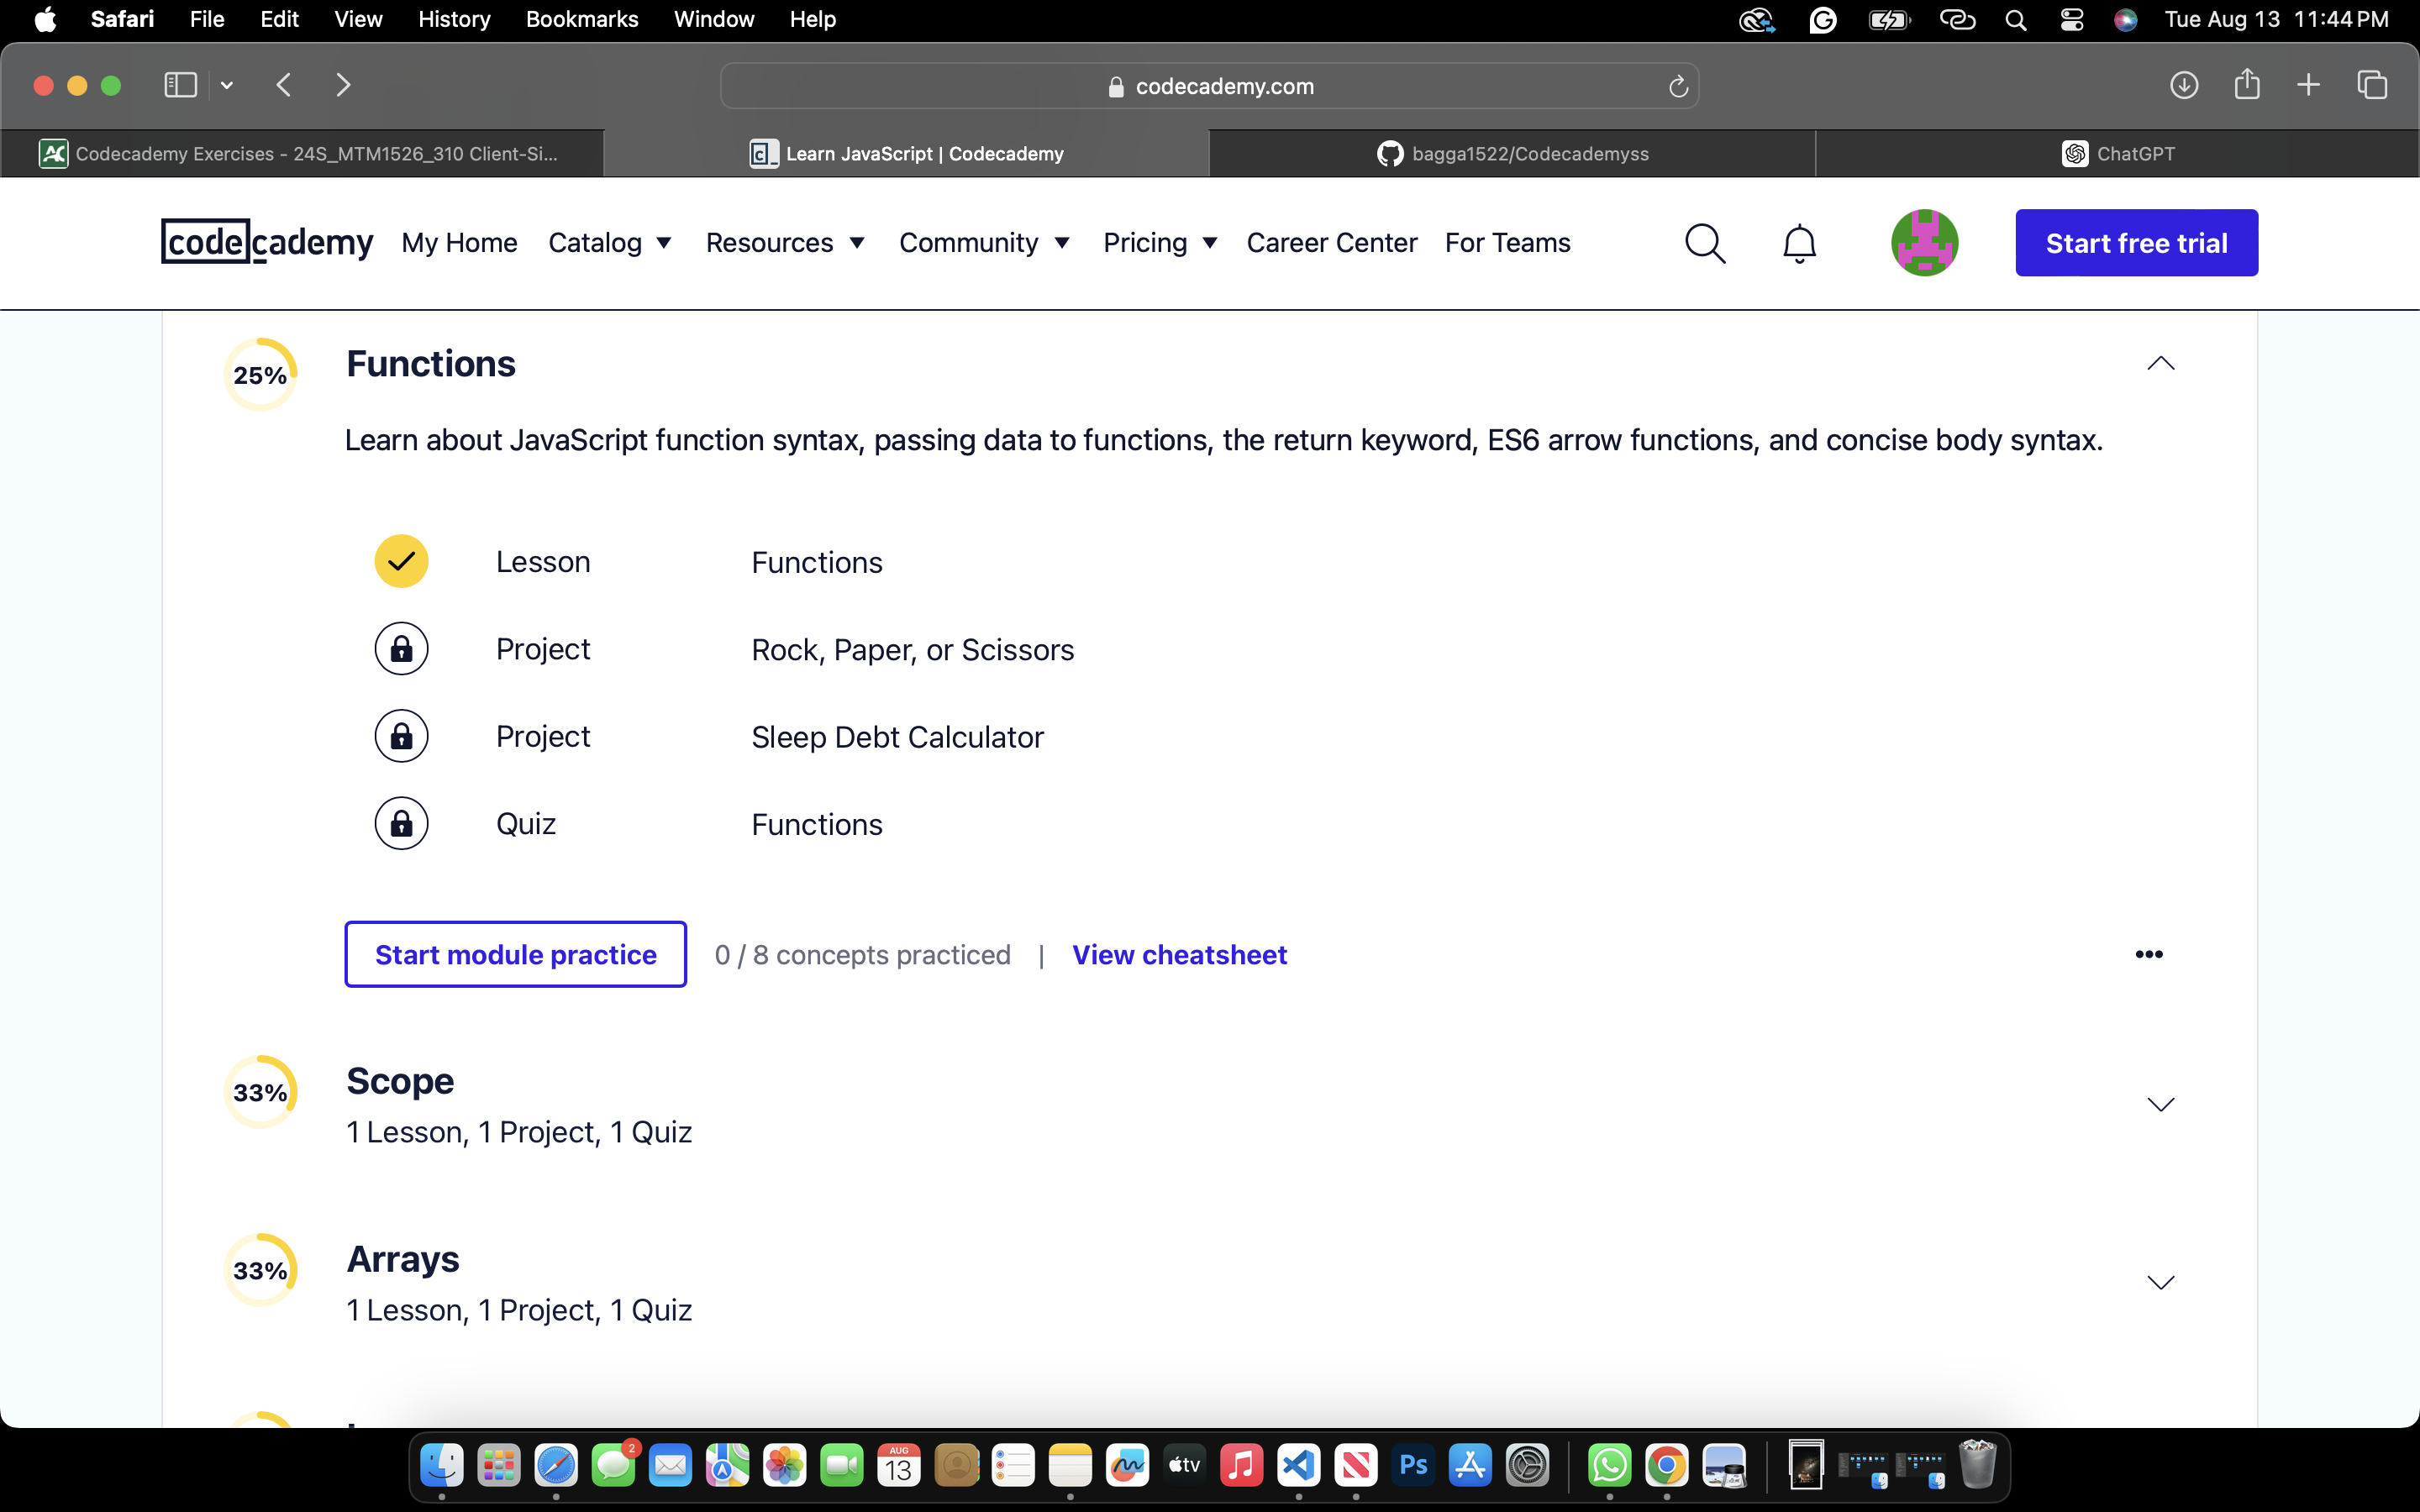 Safari File Edit View History Bookmarks Window Help Tue Aug 13 11:44 PM
codecademy.com
Codecademy Exercises - 24S_MTM1526_310 Client-Si... Learn JavaScript | Codecademy bagga1522/Codecademyss ChatGPT
codecademy My Home Catalog Resources Community Pricing Career Center For Teams Start free trial
25% Functions
Learn about JavaScript function syntax, passing data to functions, the return keyword, ES6 arrow functions, and concise body syntax.
Lesson Functions
Project Rock, Paper, or Scissors
Project Sleep Debt Calculator
Quiz Functions
Start module practice 0 / 8 concepts practiced | View cheatsheet
33% Scope
1 Lesson, 1 Project, 1 Quiz
33% Arrays
1 Lesson, 1 Project, 1 Quiz
2 AUG 13 tv Ps